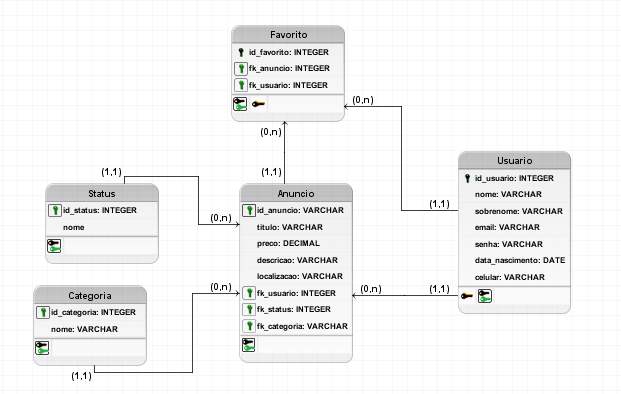 Favorito
id_favorito: INTEGER
fk_anuncio: INTEGER
fk_usuario: INTEGER
(0,n)
(0,n)
Usuario
id_usuario: INTEGER
nome: VARCHAR
sobrenome: VARCHAR
email: VARCHAR
senha: VARCHAR
data_nascimento: DATE
celular: VARCHAR
(1,1)
(1,1)
(1,1)
Status
id_status: INTEGER
nome
(0,n)
(1,1)
Anuncio
id_anuncio: VARCHAR
titulo: VARCHAR
preco: DECIMAL
descricao: VARCHAR
localizacao: VARCHAR
fk_usuario: INTEGER
fk_status: INTEGER
fk_categoria: VARCHAR
(0,n)
(0,n)
Categoria
id_categoria: INTEGER
nome: VARCHAR
(1,1)